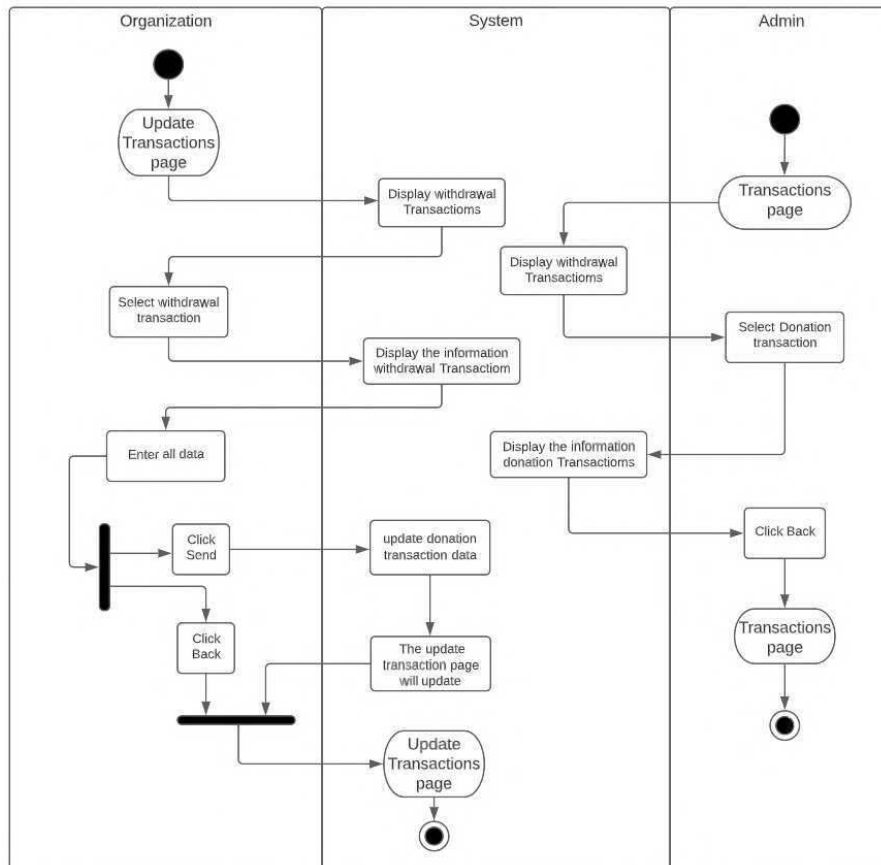 Organization
System
Admin
Update
Transactions
page
Display withdrawal
Transactioms
Transactions
page
Display withdrawal
Transactioms
Select withdrawal
transaction
Select Donation
transaction
Display the information
withdrawal Transactiom
Enter all data
Display the information
donation Transactioms
Click
Send
update donation
transaction data
Click Back
Click
Back
The update
transaction page
will update
Transactions
page
Update
Transactions
page